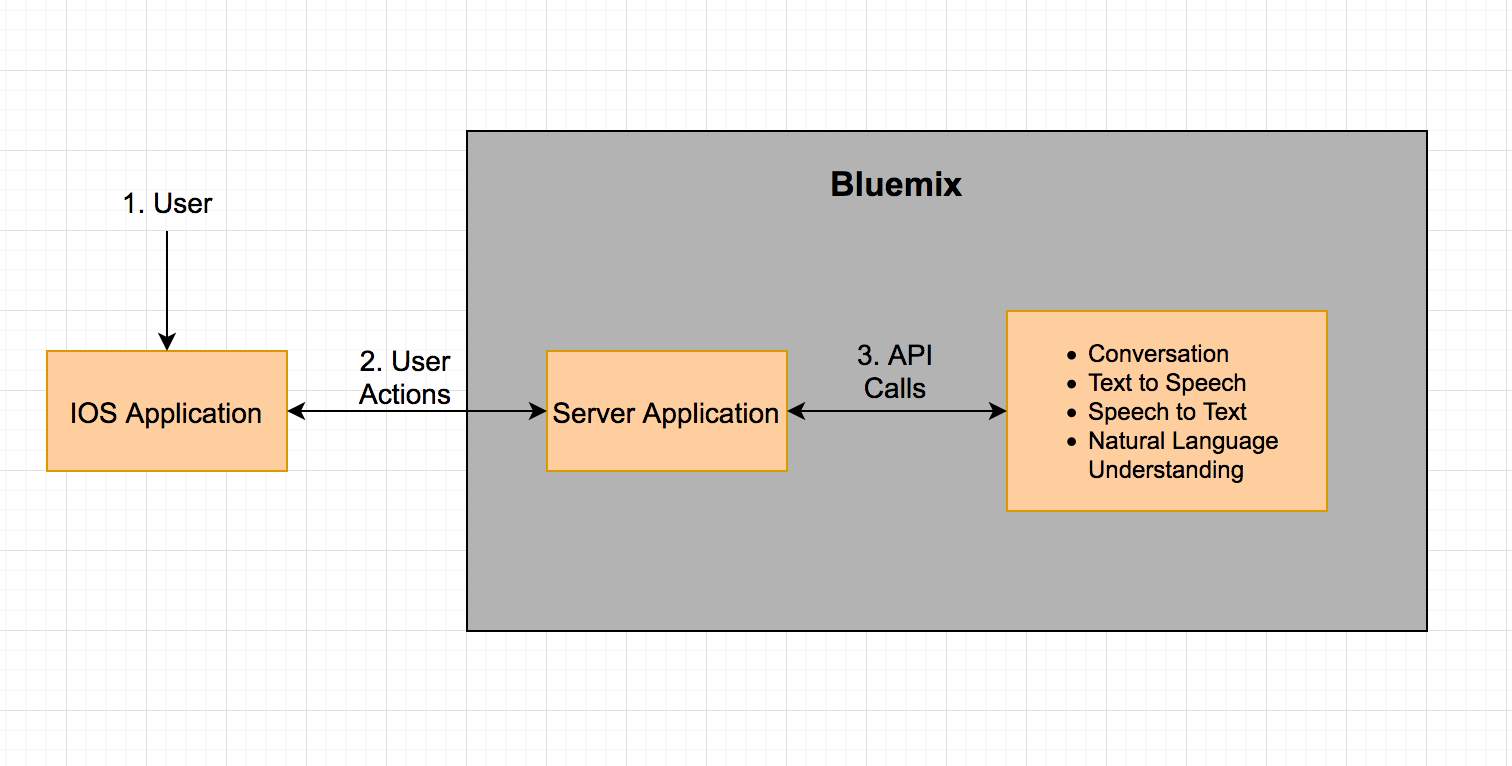 Bluemix
1. User
2. User
Actions
IOS Application
Server Application
3. API
Calls
Conversation
Text to Speech
Speech to Text
Natural Language
Understanding